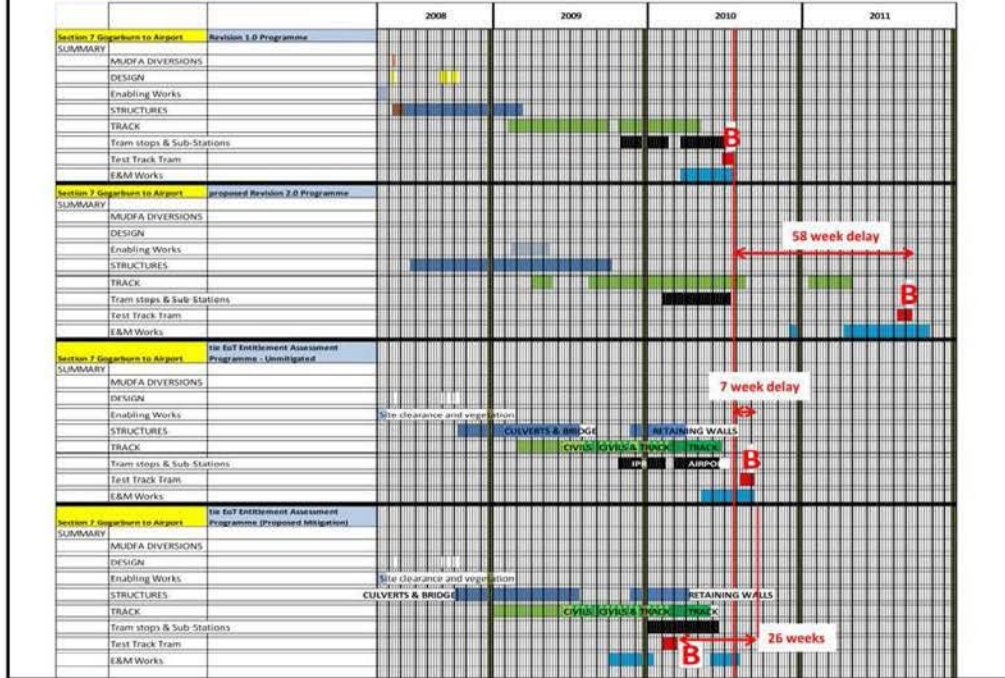 2008 2009 2010 2011
Section 7 Gogarburn to Airport Revision 1.0 Programme
SUMMARY
MUDFA DIVERSIONS
DESIGN
Enabling Works
STRUCTURES
TRACK
Tram stops & Sub-Stations
B
Test Track Tram
E&M Works
Section 7 Gogarburn to Airport proposed Revision 2.0 Programme
SUMMARY
MUDFA DIVERSIONS
DESIGN
58 week delay
Enabling Works
STRUCTURES
TRACK
Tram stops & Sub-Stations
B
Test Track Tram
E&M Works
tie EoT Entitlement Assessment
Section 7 Gogarburn to Airport Programme - Unmitigated
SUMMARY
MUDFA DIVERSIONS
7 week delay
DESIGN
Enabling Works Site clearance and vegetation
STRUCTURES CULVERTS & BRIDGE RETAINING WALLS
TRACK CIVILS CIVILS & TRACK TRACK
Tram stops & Sub-Stations IPR AIRPO
B
Test Track Tram
E&M Works
tie EoT Entitlement Assessment
Section 7 Gogarburn to Airport Programme (Proposed Mitigation)
SUMMARY
MUDFA DIVERSIONS
DESIGN
Enabling Works Site clearance and vegetation
STRUCTURES CULVERTS & BRIDGE RETAINING WALLS
TRACK CIVILS CIVILS & TRACK TRACK
Tram stops & Sub-Stations
26 weeks
Test Track Tram
B
E&M Works